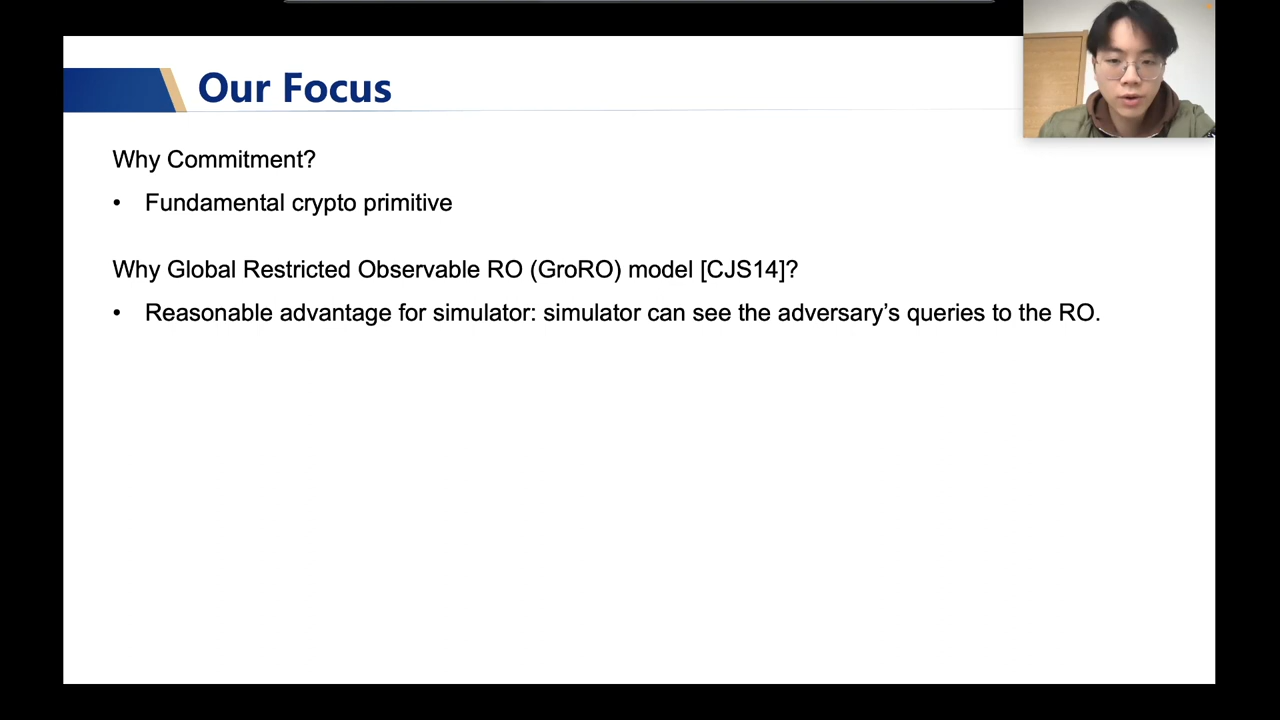 Our Focus
Why Commitment?
• Fundamental crypto primitive
Why Global Restricted Observable RO (GroRO) model [CJS14]?
• Reasonable advantage for simulator: simulator can see the adversary’s queries to the RO.